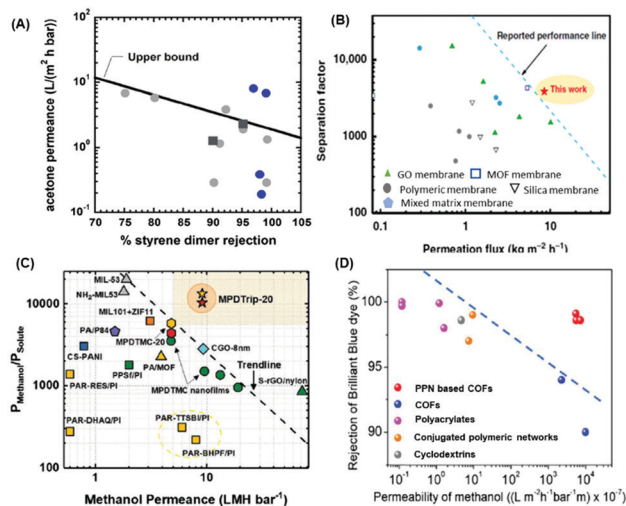 (A)
acetone permeance (L/(m² h bar))
10²
10¹
10⁰
10⁻¹
Upper bound
70 75 80 85 90 95 100 105
% styrene dimer rejection
(B)
Separation factor
10,000
1000
100
Reported performance line
This work
GO membrane
MOF membrane
Polymeric membrane
Silica membrane
Mixed matrix membrane
0.1 1 10
Permeation flux (kg m⁻² h⁻¹)
(C)
P_Methanol/P_Solute
10000
1000
100
MIL-53
NH₂-MIL53
MIL101+ZIF11
PA/P84
MPDTMC-20
CS-PANI
PPSf/PI
PA/MOF
PAR-RES/PI
MPDTMC nanofilms
MPDTrip-20
CGO-8nm
Trendline
S-rGO/nylon
PAR-TTSBI/PI
PAR-DHAQ/PI
PAR-BHPF/PI
1 10
Methanol Permeance (LMH bar⁻¹)
(D)
Rejection of Brilliant Blue dye (%)
100
95
90
PPN based COFs
COFs
Polyacrylates
Conjugated polymeric networks
Cyclodextrins
10⁻¹ 10⁰ 10¹ 10² 10³ 10⁴
Permeability of methanol ((L m⁻²h⁻¹bar⁻¹m) x 10⁻⁷)